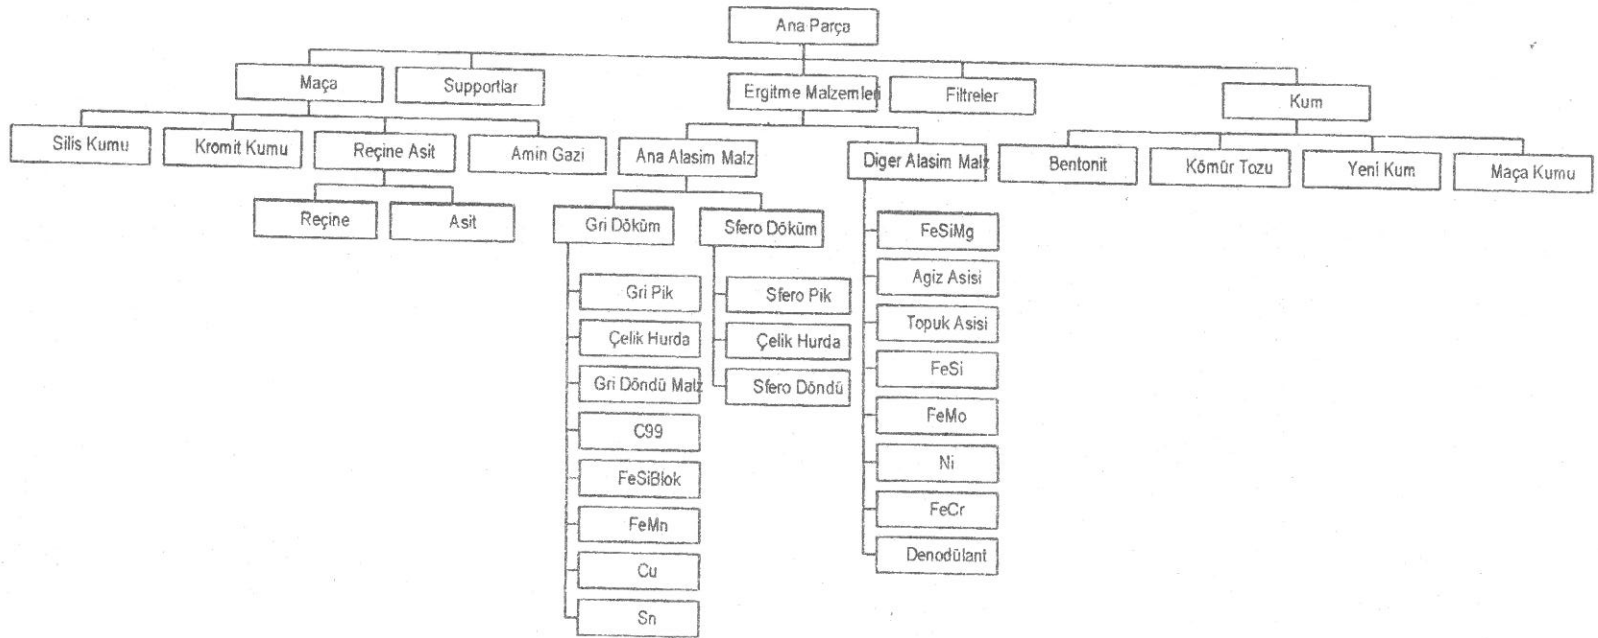 Ana Parça
Maça
Supportlar
Ergitme Malzemleri
Filtreler
Kum
Silis Kumu
Kromit Kumu
Reçine Asit
Amin Gazi
Ana Alasim Malz
Diger Alasim Malz
Bentonit
Kömür Tozu
Yeni Kum
Maça Kumu
Reçine
Asit
Gri Döküm
Sfero Döküm
Gri Pik
Çelik Hurda
Gri Döndü Malz
C99
FeSiBlok
FeMn
Cu
Sn
Sfero Pik
Çelik Hurda
Sfero Döndü
FeSiMg
Agiz Asisi
Topuk Asisi
FeSi
FeMo
Ni
FeCr
Denodülant